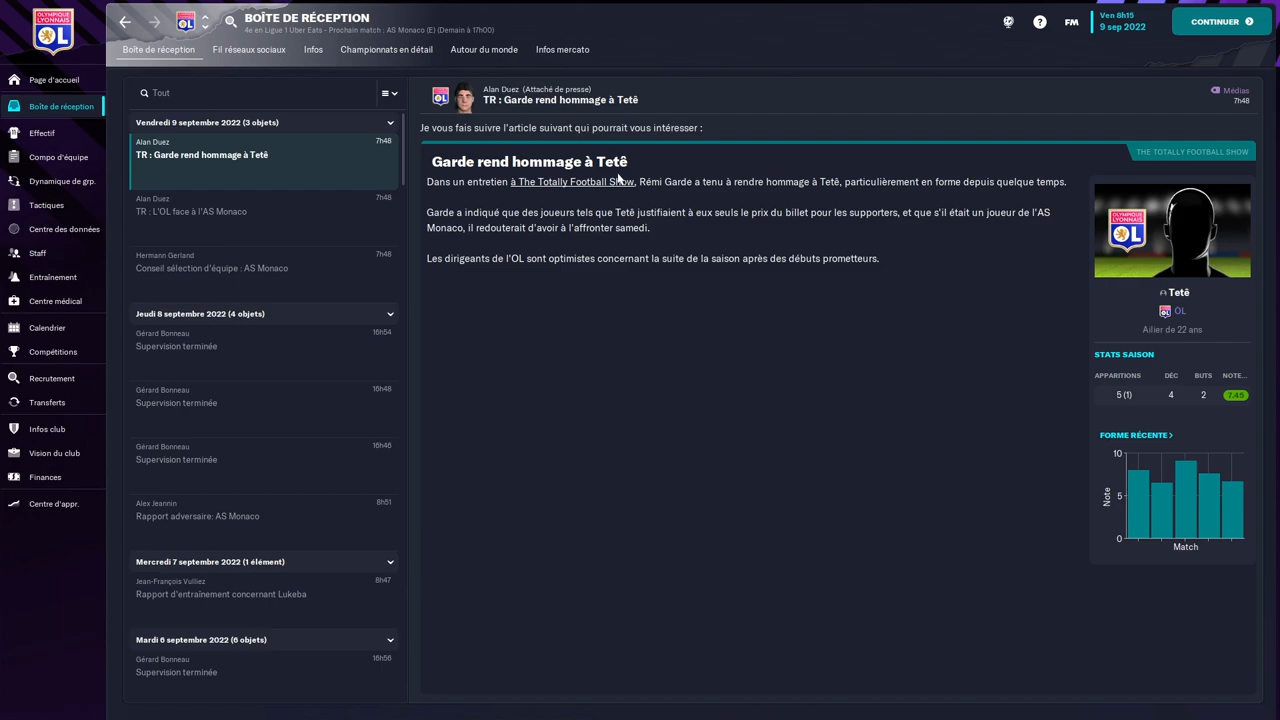 BOÎTE DE RÉCEPTION
4e en Ligue 1 Uber Eats - Prochain match : AS Monaco (E) (Demain à 17h00)
FM
Ven 8h15
9 sep 2022
CONTINUER
Boîte de réception
Fil réseaux sociaux
Infos
Championnats en détail
Autour du monde
Infos mercato
Page d'accueil
Boîte de réception
Effectif
Compo d'équipe
Dynamique de grp.
Tactiques
Centre des données
Staff
Entraînement
Centre médical
Calendrier
Compétitions
Recrutement
Transferts
Infos club
Vision du club
Finances
Centre d'appr.
Tout
Vendredi 9 septembre 2022 (3 objets)
Alan Duez 7h48
TR : Garde rend hommage à Tetê
Alan Duez 7h48
TR : L'OL face à l'AS Monaco
Hermann Gerland 7h48
Conseil sélection d'équipe : AS Monaco
Jeudi 8 septembre 2022 (4 objets)
Gérard Bonneau 16h54
Supervision terminée
Gérard Bonneau 16h48
Supervision terminée
Gérard Bonneau 16h46
Supervision terminée
Alex Jeannin 8h51
Rapport adversaire: AS Monaco
Mercredi 7 septembre 2022 (1 élément)
Jean-François Vulliez 8h47
Rapport d'entraînement concernant Lukeba
Mardi 6 septembre 2022 (6 objets)
Gérard Bonneau 16h56
Supervision terminée
Alan Duez (Attaché de presse)
TR : Garde rend hommage à Tetê
Médias
7h48
Je vous fais suivre l'article suivant qui pourrait vous intéresser :
THE TOTALLY FOOTBALL SHOW
Garde rend hommage à Tetê
Dans un entretien à The Totally Football Show, Rémi Garde a tenu à rendre hommage à Tetê, particulièrement en forme depuis quelque temps.
Garde a indiqué que des joueurs tels que Tetê justifiaient à eux seuls le prix du billet pour les supporters, et que s'il était un joueur de l'AS
Monaco, il redouterait d'avoir à l'affronter samedi.
Les dirigeants de l'OL sont optimistes concernant la suite de la saison après des débuts prometteurs.
OLYMPIQUE
LYONNAIS
OL
Tetê
OL
Ailier de 22 ans
STATS SAISON
APPARITIONS DÉC BUTS NOTE...
5 (1) 4 2 7.45
FORME RÉCENTE >
10
5
0
Note
Match